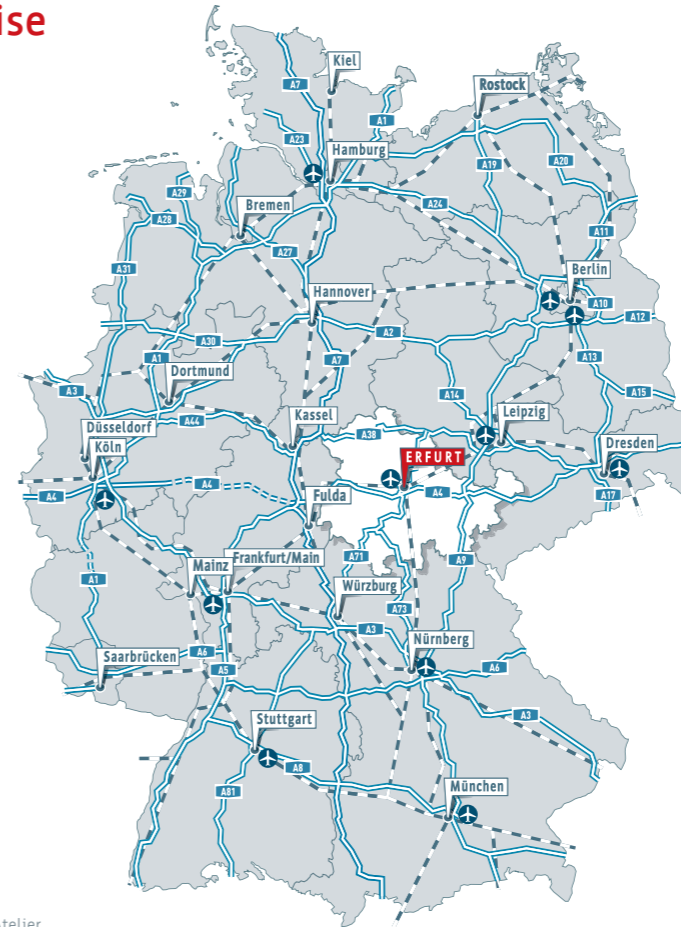 ise
Kiel
A7
Rostock
A1
A23
Hamburg
A19
A20
A29
Bremen
A24
A28
A11
A27
A31
Berlin
Hannover
A10
A12
A2
A30
A1
A7
A13
Dortmund
A3
A14
A15
A44
Kassel
Leipzig
Düsseldorf
A38
Köln
ERFURT
Dresden
A4
A4
Fulda
A4
A17
A71
A9
Frankfurt/Main
A1
Mainz
Würzburg
A73
A3
Nürnberg
Saarbrücken
A6
A5
A6
Stuttgart
A3
A8
München
A81
telier